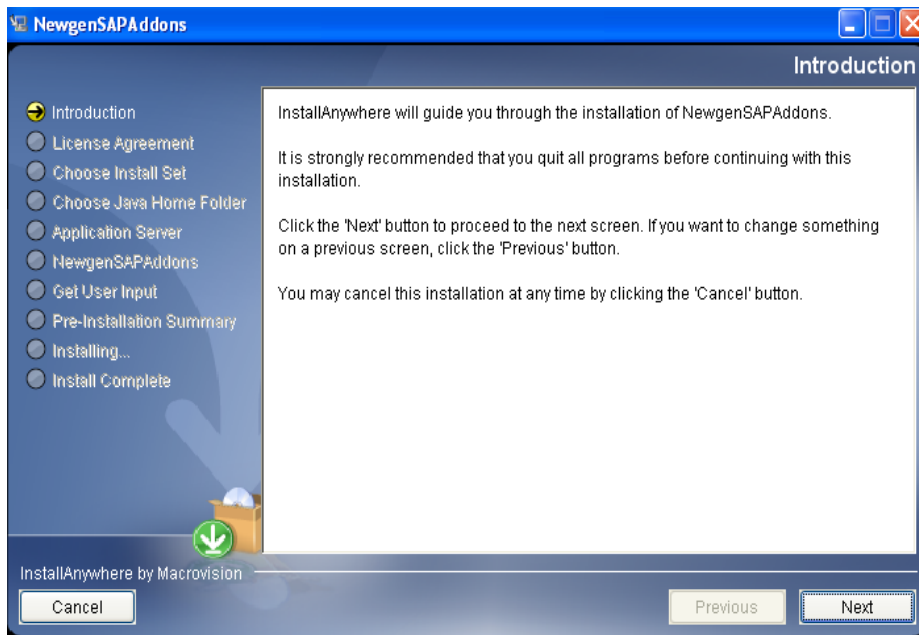 NewgenSAPAddons
Introduction
Introduction
License Agreement
Choose Install Set
Choose Java Home Folder
Application Server
NewgenSAPAddons
Get User Input
Pre-Installation Summary
Installing...
Install Complete
InstallAnywhere will guide you through the installation of NewgenSAPAddons.
It is strongly recommended that you quit all programs before continuing with this
installation.
Click the 'Next' button to proceed to the next screen. If you want to change something
on a previous screen, click the 'Previous' button.
You may cancel this installation at any time by clicking the 'Cancel' button.
InstallAnywhere by Macrovision
Cancel
Previous
Next